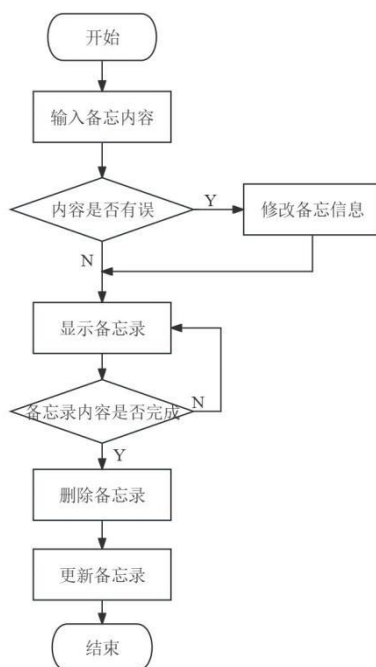 开始
输入备忘内容
内容是否有误
Y
修改备忘信息
N
显示备忘录
备忘录内容是否完成
N
Y
删除备忘录
更新备忘录
结束